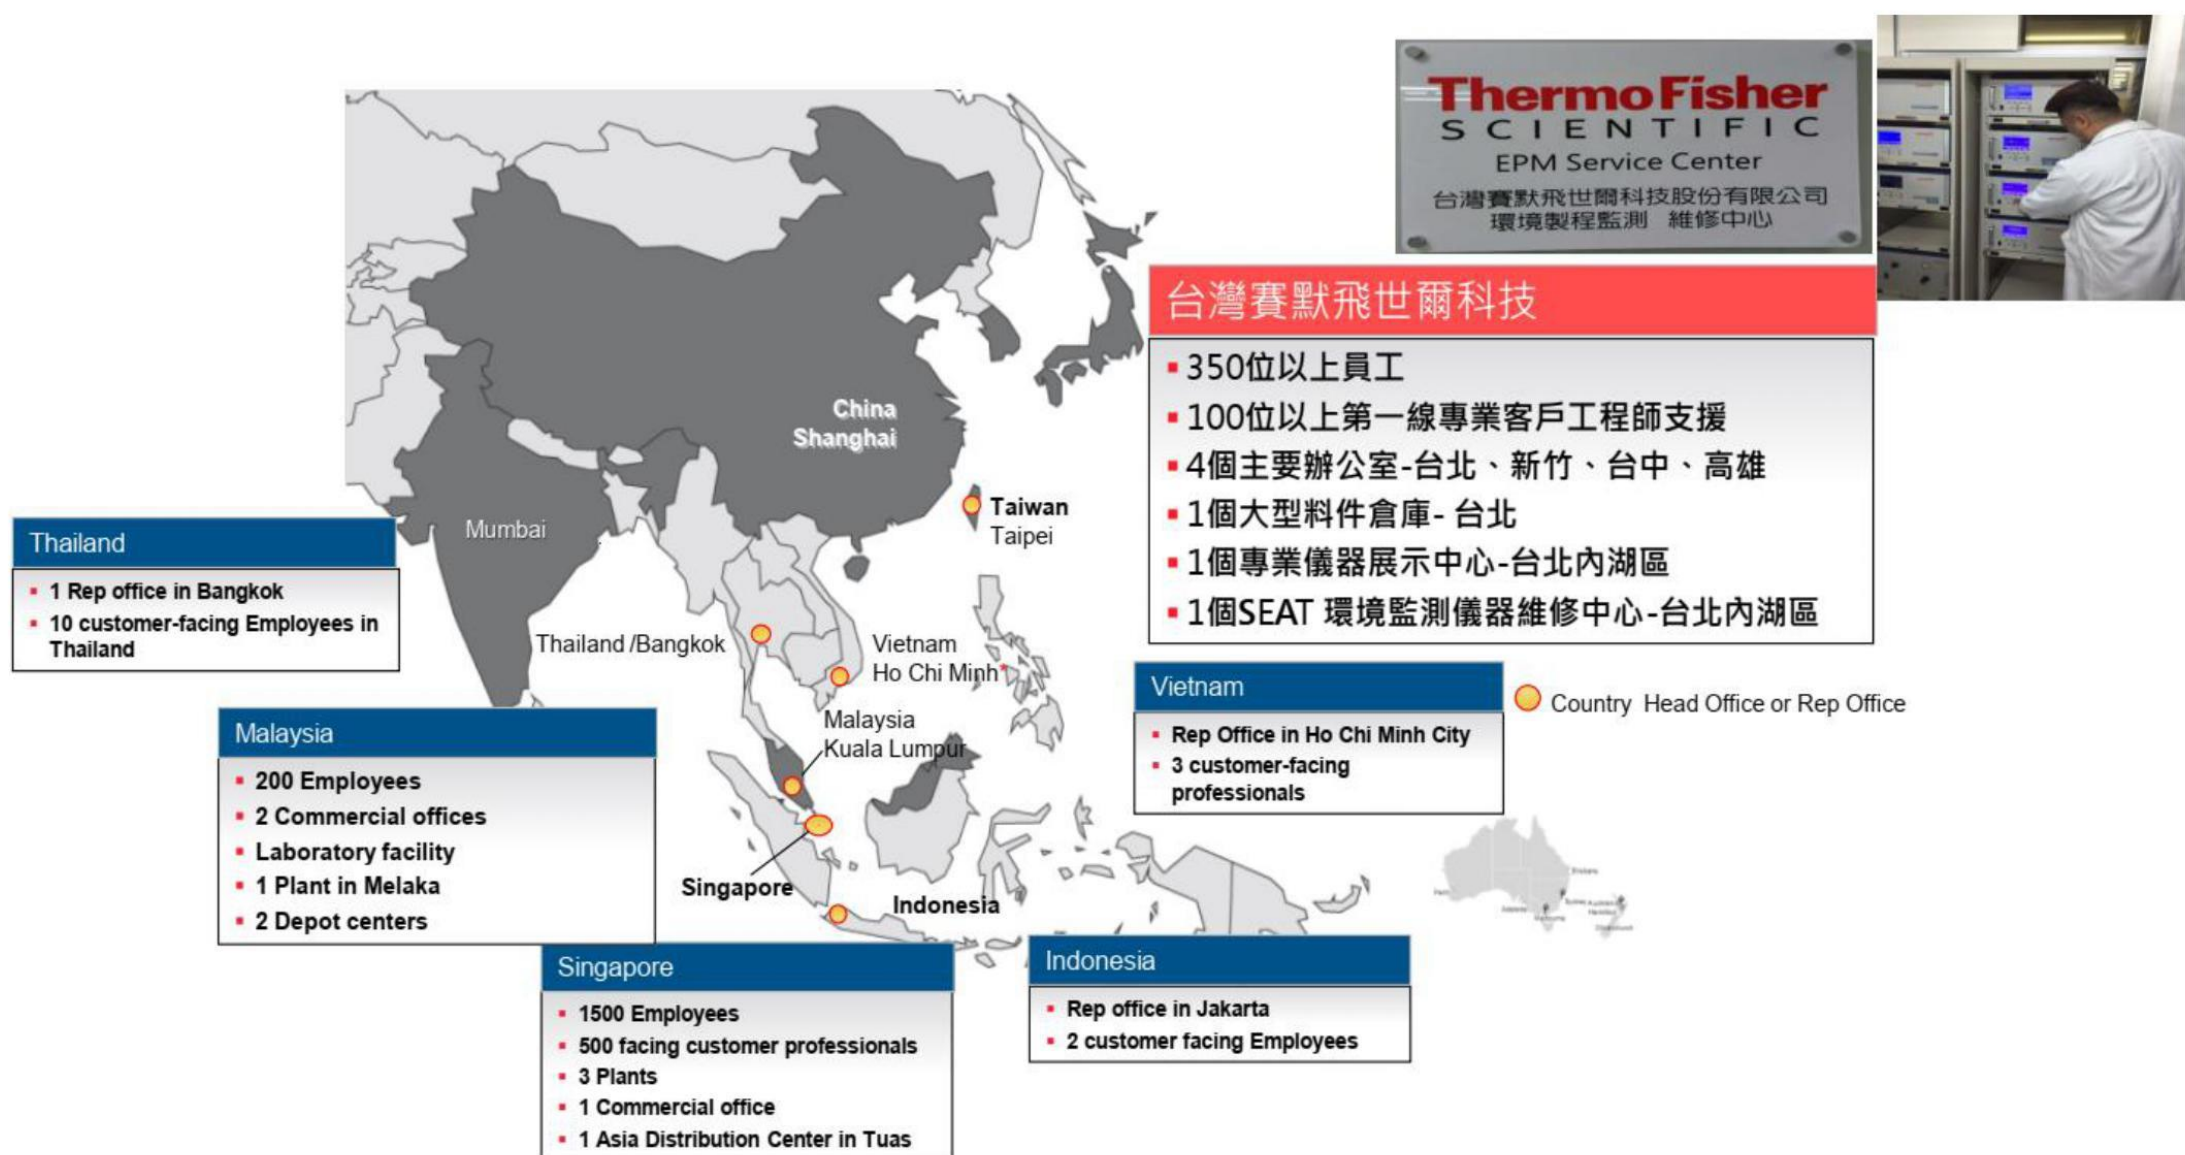 ThermoFisher
SCIENTIFIC
EPM Service Center
台灣賽默飛世爾科技股份有限公司
環境製程監測 維修中心
台灣賽默飛世爾科技
350位以上員工
100位以上第一線專業客戶工程師支援
4個主要辦公室-台北、新竹、台中、高雄
1個大型料件倉庫- 台北
1個專業儀器展示中心-台北內湖區
1個SEAT 環境監測儀器維修中心-台北內湖區
China
Shanghai
Mumbai
Taiwan
Taipei
Thailand /Bangkok
Vietnam
Ho Chi Minh*
Malaysia
Kuala Lumpur
Singapore
Indonesia
Thailand
1 Rep office in Bangkok
10 customer-facing Employees in
Thailand
Vietnam
Rep Office in Ho Chi Minh City
3 customer-facing
professionals
Country Head Office or Rep Office
Malaysia
200 Employees
2 Commercial offices
Laboratory facility
1 Plant in Melaka
2 Depot centers
Singapore
1500 Employees
500 facing customer professionals
3 Plants
1 Commercial office
1 Asia Distribution Center in Tuas
Indonesia
Rep office in Jakarta
2 customer facing Employees